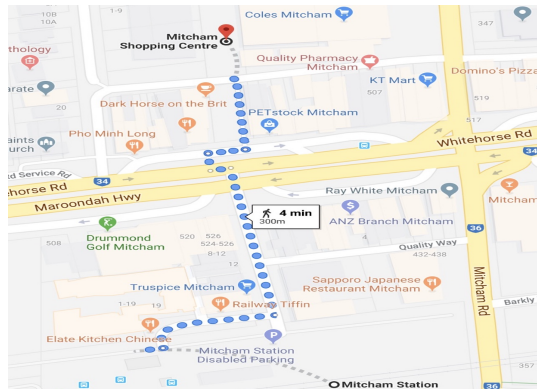 10B
10A
1-9
Coles Mitcham
347
Mitcham
Shopping Centre
thology
Quality Pharmacy
Mitcham
KT Mart
Domino's Pizza
arate
20
507
519
517
Dark Horse on the Brit
PETstock Mitcham
Pho Minh Long
aints
urch
Whitehorse Rd
34
d Service Rd
34
ehorse Rd
Maroondah Hwy
Ray White Mitcham
Mitcham
4 min
300m
ANZ Branch Mitcham
36
Drummond
Golf Mitcham
508
520
526
524-526
8-12
12
4
Quality Way
432-438
Mitcham Rd
Truspice Mitcham
Sapporo Japanese
Restaurant Mitcham
Barkly
1-19
19
Railway Tiffin
Elate Kitchen Chinese
P
Mitcham Station
Disabled Parking
357
Mitcham Station
36